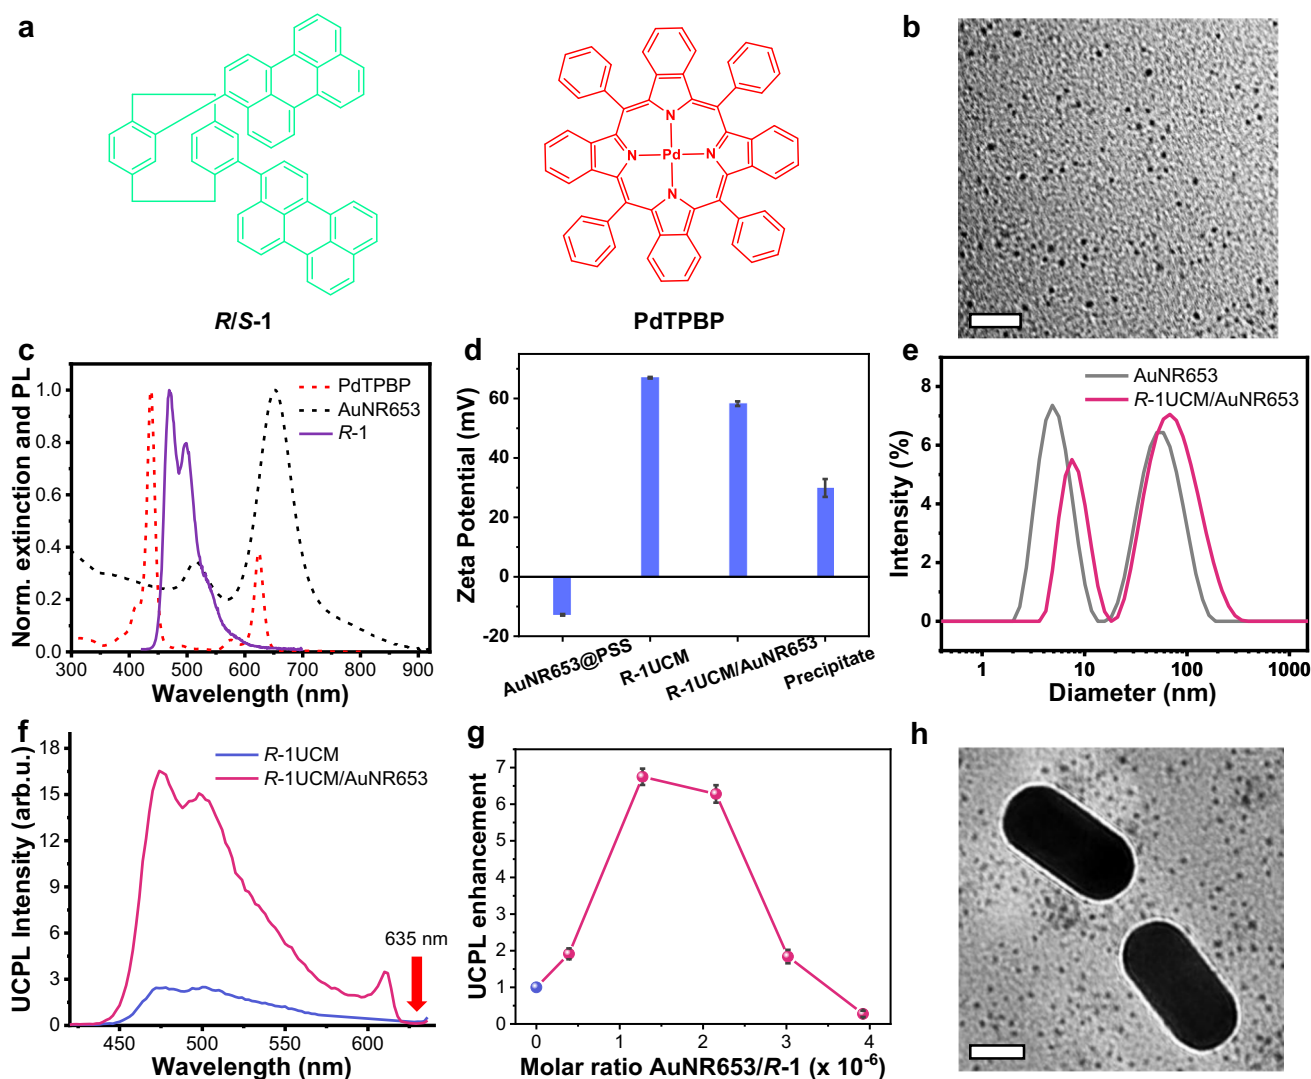 a
N
N
Pd
N
N
R/S-1
PdTPBP
b
c
Norm. extinction and PL
1.0
0.8
0.6
0.4
0.2
0.0
300 400 500 600 700 800 900
Wavelength (nm)
PdTPBP
AuNR653
R-1
d
Zeta Potential (mV)
60
40
20
0
-20
AuNR653@PSS
R-1UCM
R-1UCM/AuNR653
Precipitate
e
Intensity (%)
8
6
4
2
0
1 10 100 1000
Diameter (nm)
AuNR653
R-1UCM/AuNR653
f
UCPL Intensity (arb.u.)
18
15
12
9
6
3
0
450 500 550 600
Wavelength (nm)
R-1UCM
R-1UCM/AuNR653
635 nm
g
UCPL enhancement
7
6
5
4
3
2
1
0
0 1 2 3 4
Molar ratio AuNR653/R-1 (x 10⁻⁶)
h